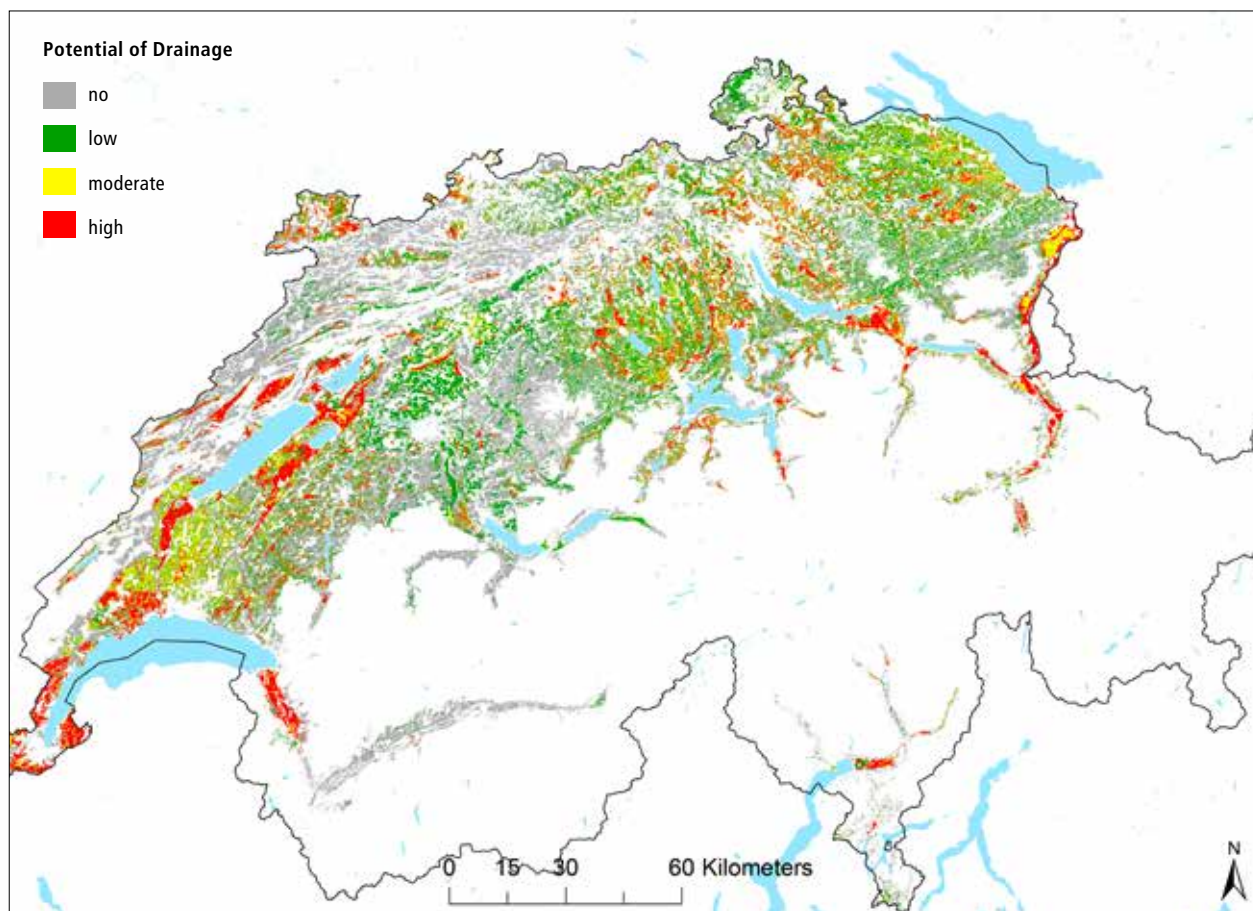 Potential of Drainage
no
low
moderate
high
0 15 30 60 Kilometers
N